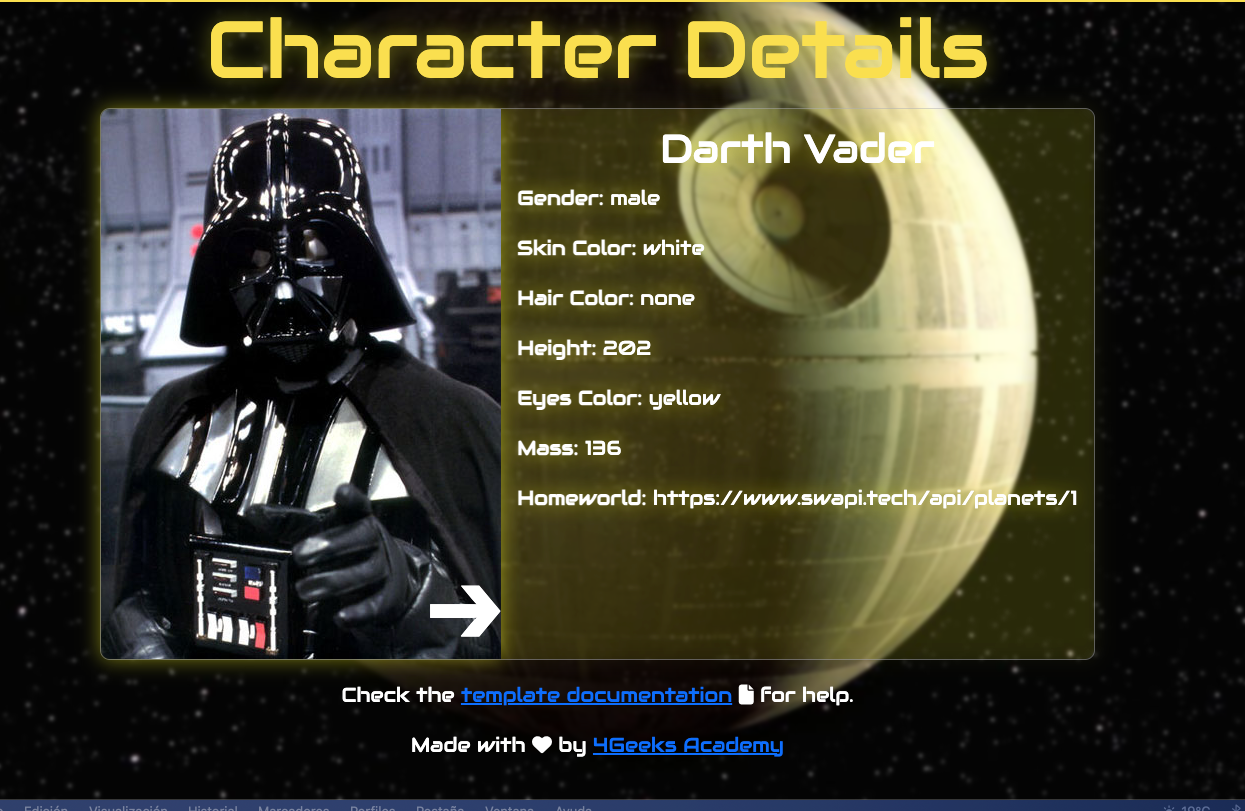 Character Details
Darth Vader
Gender: male
Skin Color: white
Hair Color: none
Height: 202
Eyes Color: yellow
Mass: 136
Homeworld: https://www.swapi.tech/api/planets/1
Check the template documentation for help.
Made with by 4Geeks Academy
Edición Visualización Historial Marcadores Perfiles Pestaña Ventana Ayuda 19°C